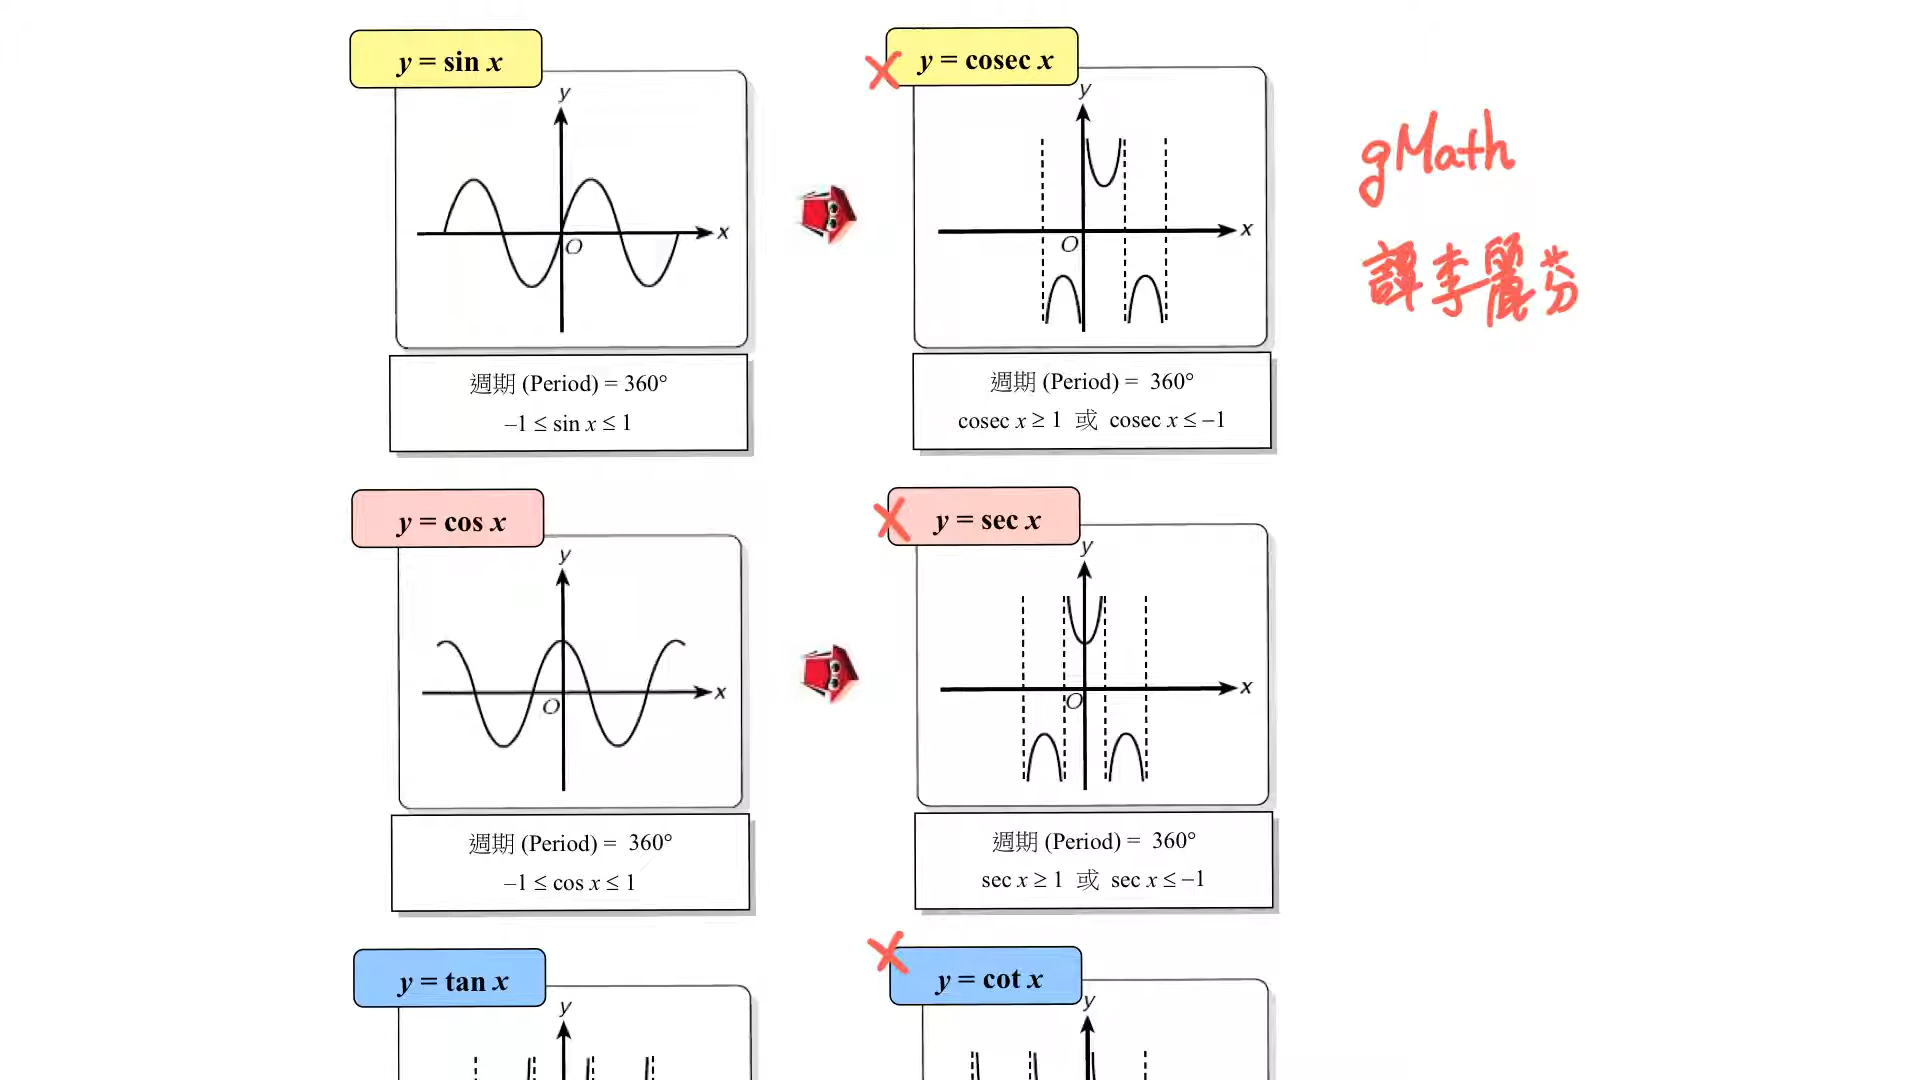 y = sin x
y
x
O
週期 (Period) = 360°
–1 ≤ sin x ≤ 1
y = cosec x
y
x
O
週期 (Period) = 360°
cosec x ≥ 1 或 cosec x ≤ –1
gMath
譚李麗芬
y = cos x
y
x
O
週期 (Period) = 360°
–1 ≤ cos x ≤ 1
y = sec x
y
x
O
週期 (Period) = 360°
sec x ≥ 1 或 sec x ≤ –1
y = tan x
y
y = cot x
y